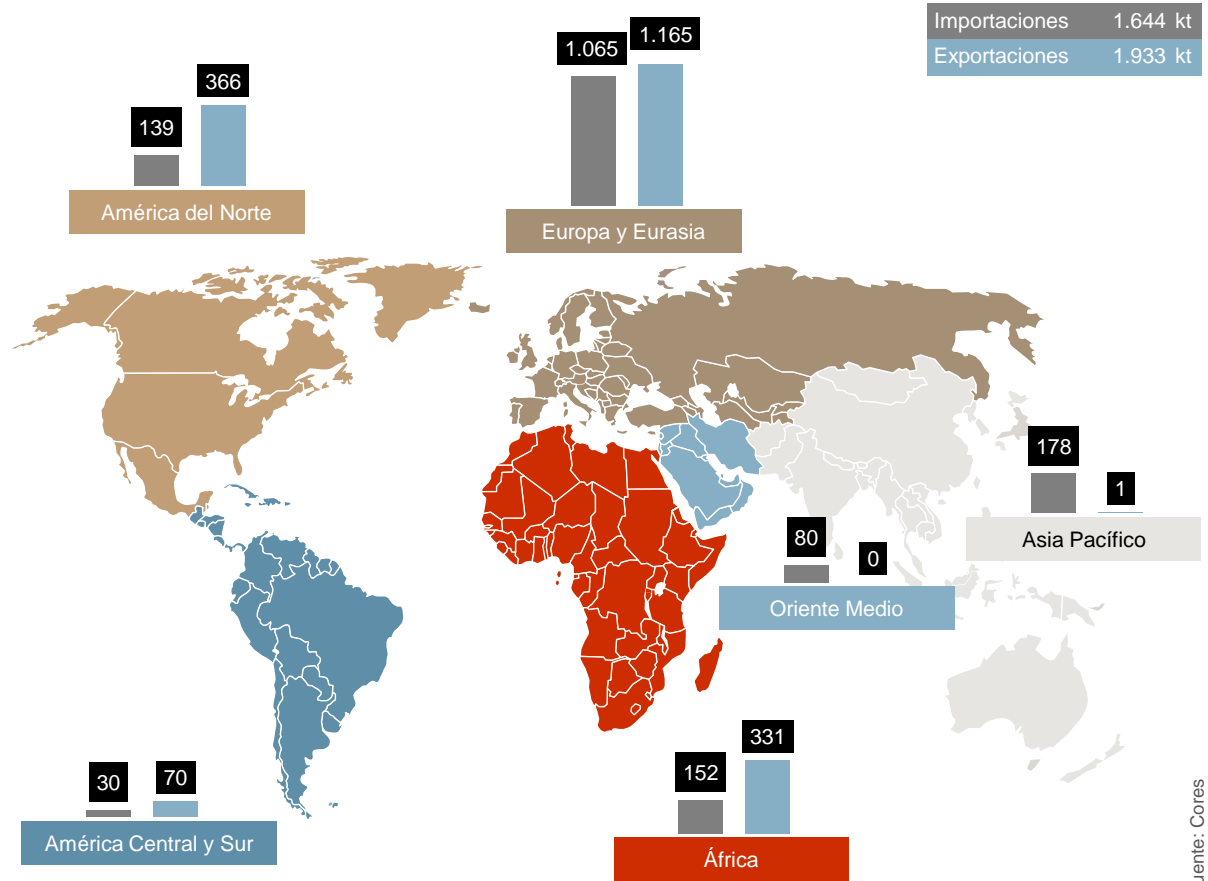 Importaciones 1.644 kt
Exportaciones 1.933 kt
1.065
1.165
Europa y Eurasia
366
139
América del Norte
178
1
Asia Pacífico
80
0
Oriente Medio
331
152
África
30
70
América Central y Sur
uente: Cores